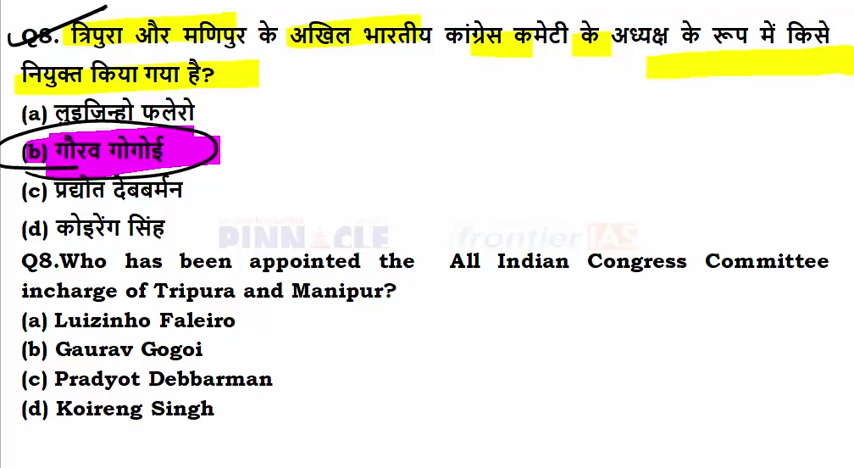 Q8. त्रिपुरा और मणिपुर के अखिल भारतीय कांग्रेस कमेटी के अध्यक्ष के रूप में किसे
नियुक्त किया गया है?
(a) लुइजिन्हो फलेरो
(b) गौरव गोगोई
(c) प्रद्योत देबबर्मन
(d) कोइरेंग सिंह
PINNACLE frontier IAS
Q8.Who has been appointed the All Indian Congress Committee
incharge of Tripura and Manipur?
(a) Luizinho Faleiro
(b) Gaurav Gogoi
(c) Pradyot Debbarman
(d) Koireng Singh